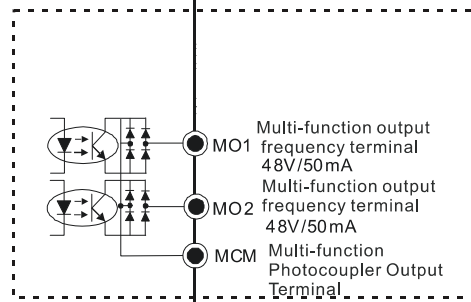 MO1 Multi-function output
frequency terminal
48V/50mA
MO2 Multi-function output
frequency terminal
48V/50mA
MCM Multi-function
Photocoupler Output
Terminal